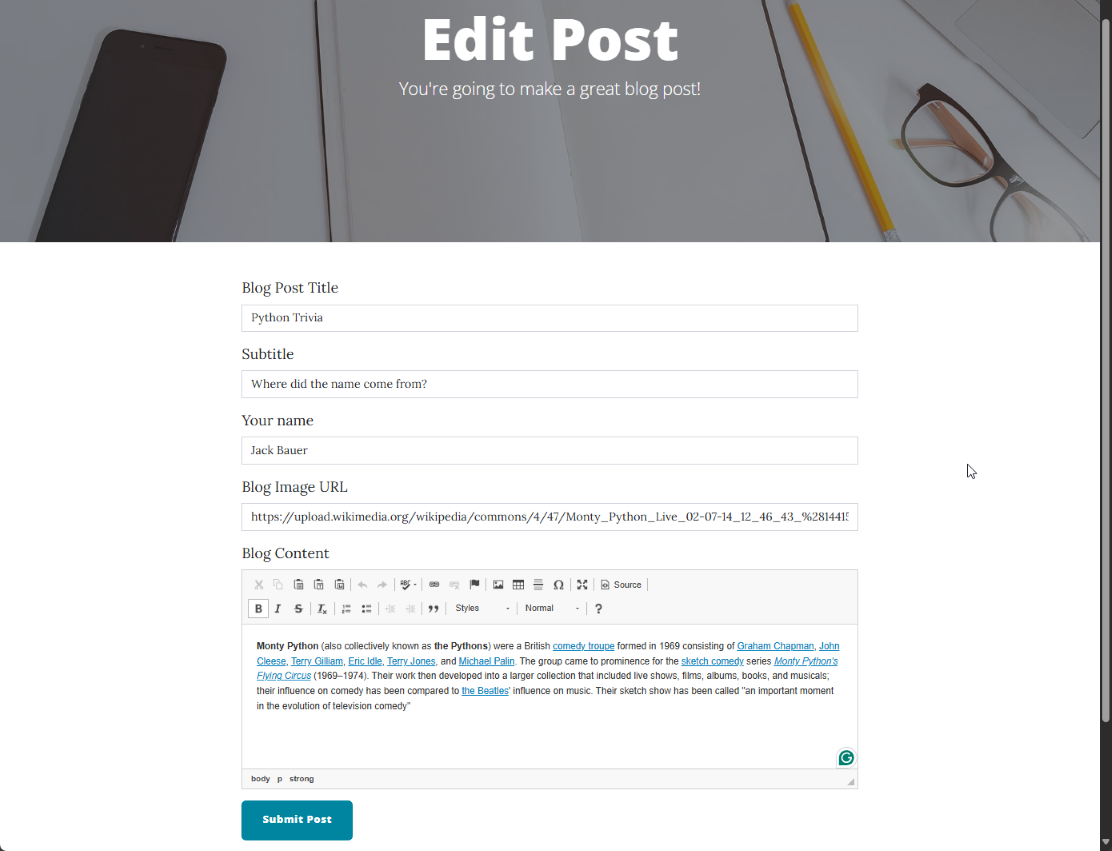 Edit Post
You're going to make a great blog post!
Blog Post Title
Python Trivia
Subtitle
Where did the name come from?
Your name
Jack Bauer
Blog Image URL
https://upload.wikimedia.org/wikipedia/commons/4/47/Monty_Python_Live_02-07-14_12_46_43_%2814415
Blog Content
ABC Source
B I S Tx Styles Normal ?
Monty Python (also collectively known as the Pythons) were a British comedy troupe formed in 1969 consisting of Graham Chapman, John
Cleese, Terry Gilliam, Eric Idle, Terry Jones, and Michael Palin. The group came to prominence for the sketch comedy series Monty Python's
Flying Circus (1969–1974). Their work then developed into a larger collection that included live shows, films, albums, books, and musicals;
their influence on comedy has been compared to the Beatles' influence on music. Their sketch show has been called "an important moment
in the evolution of television comedy"
body p strong
Submit Post